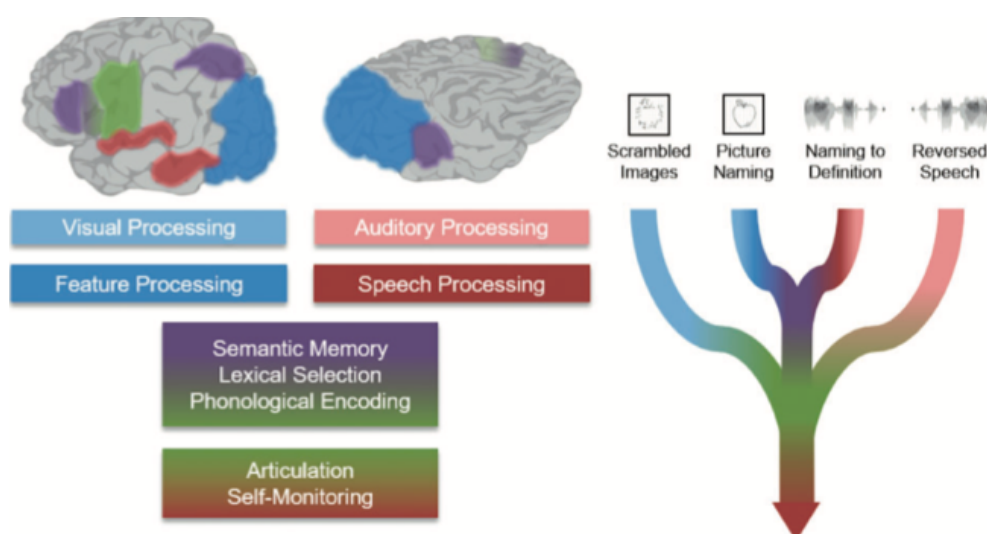 Scrambled
Images
Picture
Naming
Naming to
Definition
Reversed
Speech
Visual Processing
Auditory Processing
Feature Processing
Speech Processing
Semantic Memory
Lexical Selection
Phonological Encoding
Articulation
Self-Monitoring